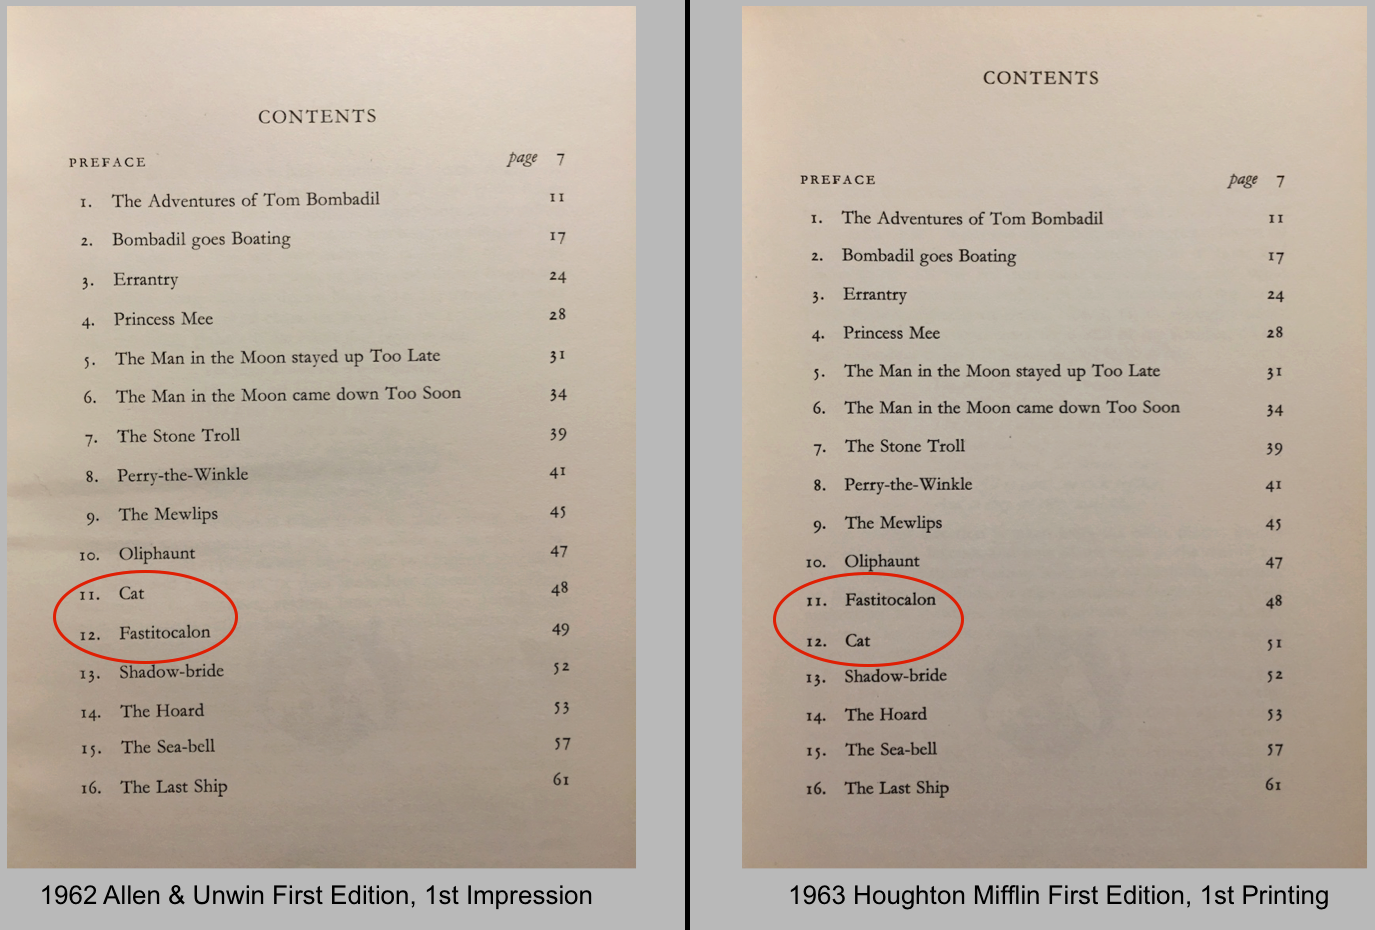 CONTENTS
PREFACE page 7
1. The Adventures of Tom Bombadil 11
2. Bombadil goes Boating 17
3. Errantry 24
4. Princess Mee 28
5. The Man in the Moon stayed up Too Late 31
6. The Man in the Moon came down Too Soon 34
7. The Stone Troll 39
8. Perry-the-Winkle 41
9. The Mewlips 45
10. Oliphaunt 47
11. Cat 48
12. Fastitocalon 49
13. Shadow-bride 52
14. The Hoard 53
15. The Sea-bell 57
16. The Last Ship 61
1962 Allen & Unwin First Edition, 1st Impression
CONTENTS
PREFACE page 7
1. The Adventures of Tom Bombadil 11
2. Bombadil goes Boating 17
3. Errantry 24
4. Princess Mee 28
5. The Man in the Moon stayed up Too Late 31
6. The Man in the Moon came down Too Soon 34
7. The Stone Troll 39
8. Perry-the-Winkle 41
9. The Mewlips 45
10. Oliphaunt 47
11. Fastitocalon 48
12. Cat 51
13. Shadow-bride 52
14. The Hoard 53
15. The Sea-bell 57
16. The Last Ship 61
1963 Houghton Mifflin First Edition, 1st Printing